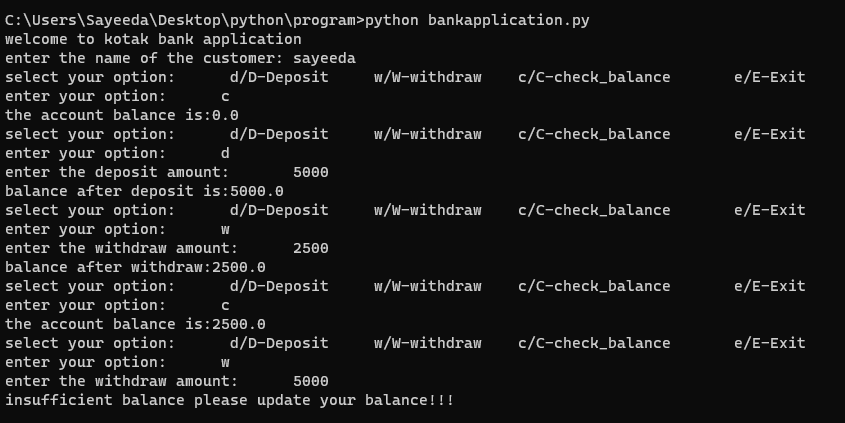 C:\Users\Sayeeda\Desktop\python\program>python bankapplication.py
welcome to kotak bank application
enter the name of the customer: sayeeda
select your option:      d/D-Deposit     w/W-withdraw    c/C-check_balance       e/E-Exit
enter your option:      c
the account balance is:0.0
select your option:      d/D-Deposit     w/W-withdraw    c/C-check_balance       e/E-Exit
enter your option:      d
enter the deposit amount:       5000
balance after deposit is:5000.0
select your option:      d/D-Deposit     w/W-withdraw    c/C-check_balance       e/E-Exit
enter your option:      w
enter the withdraw amount:      2500
balance after withdraw:2500.0
select your option:      d/D-Deposit     w/W-withdraw    c/C-check_balance       e/E-Exit
enter your option:      c
the account balance is:2500.0
select your option:      d/D-Deposit     w/W-withdraw    c/C-check_balance       e/E-Exit
enter your option:      w
enter the withdraw amount:      5000
insufficient balance please update your balance!!!